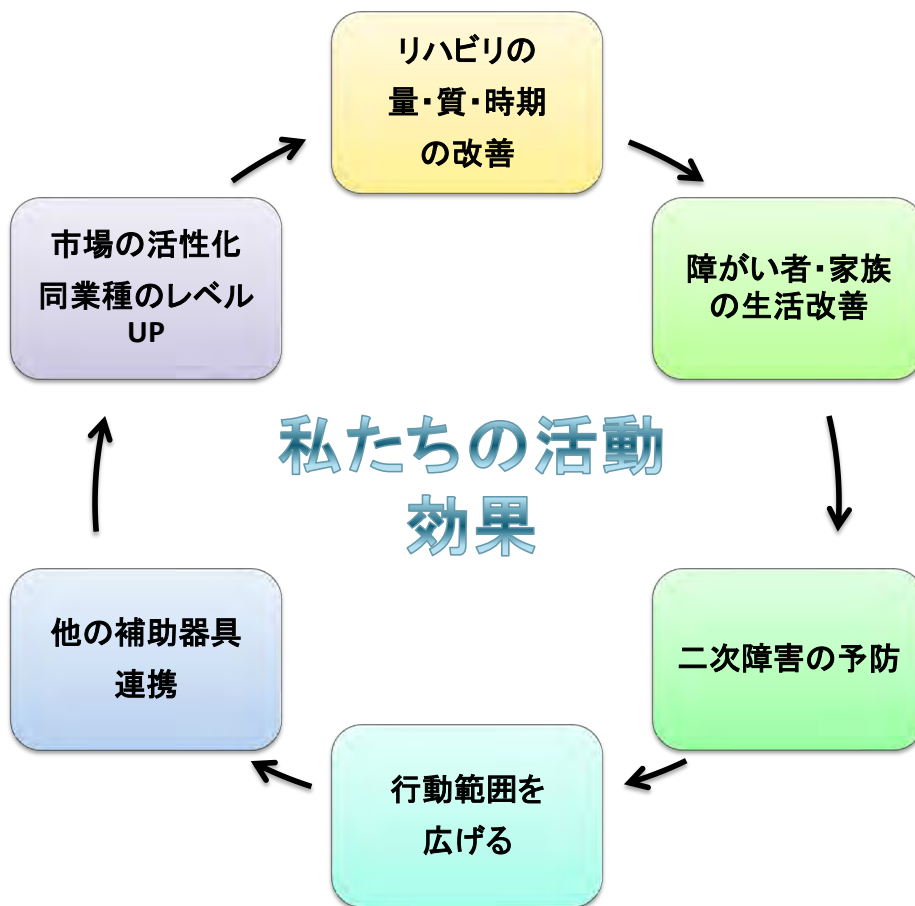 リハビリの
量・質・時期
の改善
障がい者・家族
の生活改善
二次障害の予防
行動範囲を
広げる
他の補助器具
連携
市場の活性化
同業種のレベル
UP
私たちの活動
効果